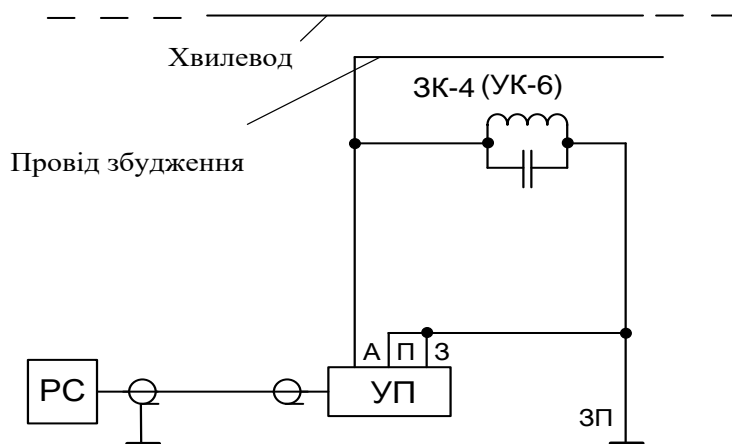 Хвилевод
ЗК-4 (УК-6)
Провід збудження
А П З
РС
УП
ЗП